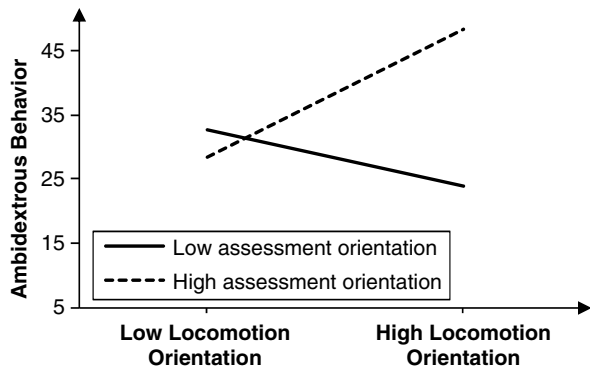 Ambidextrous Behavior
45
35
25
15
5
Low assessment orientation
High assessment orientation
Low Locomotion
Orientation
High Locomotion
Orientation